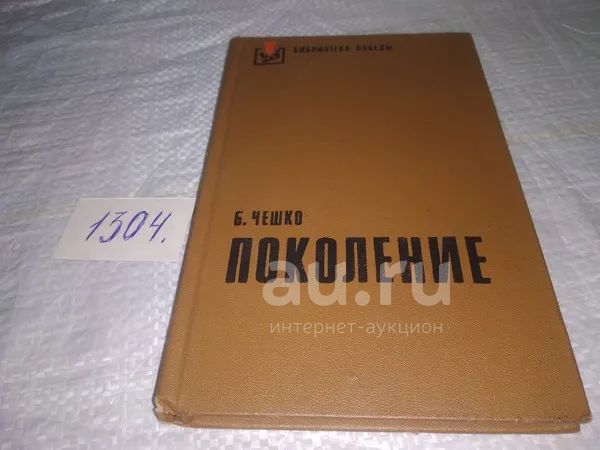 БИБЛИОТЕКА ПОБЕДЫ
1304.
Б. ЧЕШКО
ПОКОЛЕНИЕ
au.ru
интернет-аукцион